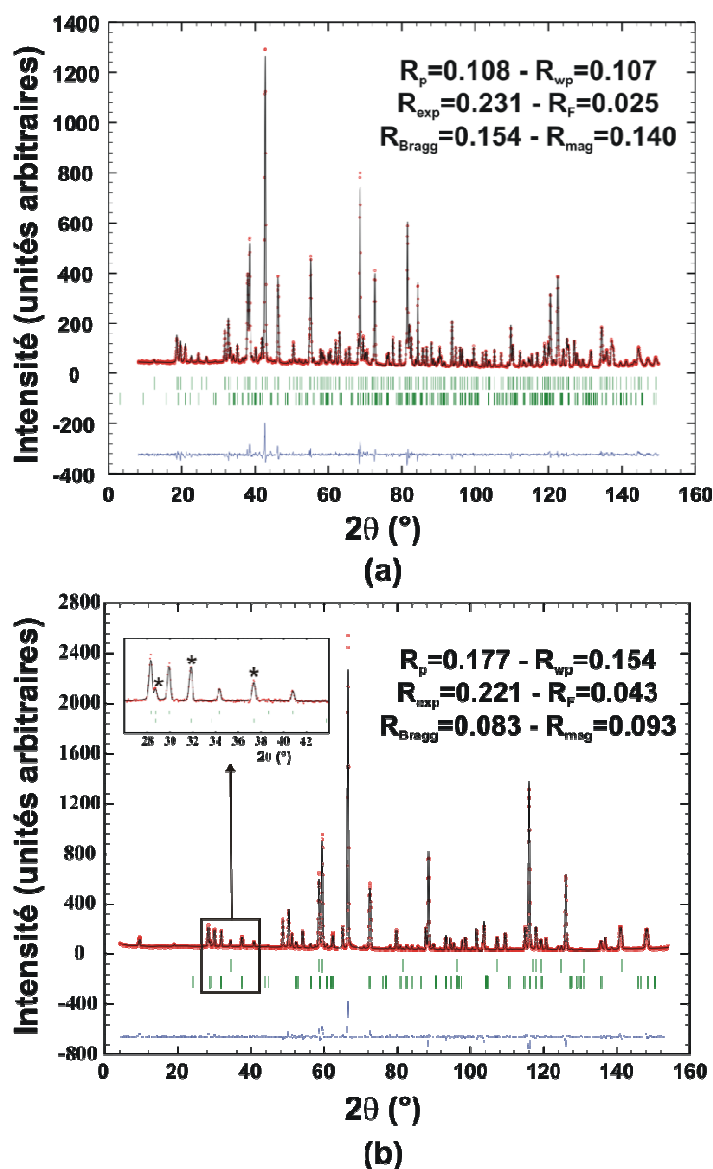 1400
1200
1000
800
600
400
200
0
-200
-400
Intensité (unités arbitraires)
Rp=0.108 - Rwp=0.107
Rexp=0.231 - RF=0.025
RBragg=0.154 - Rmag=0.140
0 20 40 60 80 100 120 140 160
2θ (°)
(a)
2800
2400
2000
1600
1200
800
400
0
-400
-800
Intensité (unités arbitraires)
* * *
28 30 32 34 36 38 40 42
2θ (°)
Rp=0.177 - Rwp=0.154
Rexp=0.221 - RF=0.043
RBragg=0.083 - Rmag=0.093
0 20 40 60 80 100 120 140 160
2θ (°)
(b)